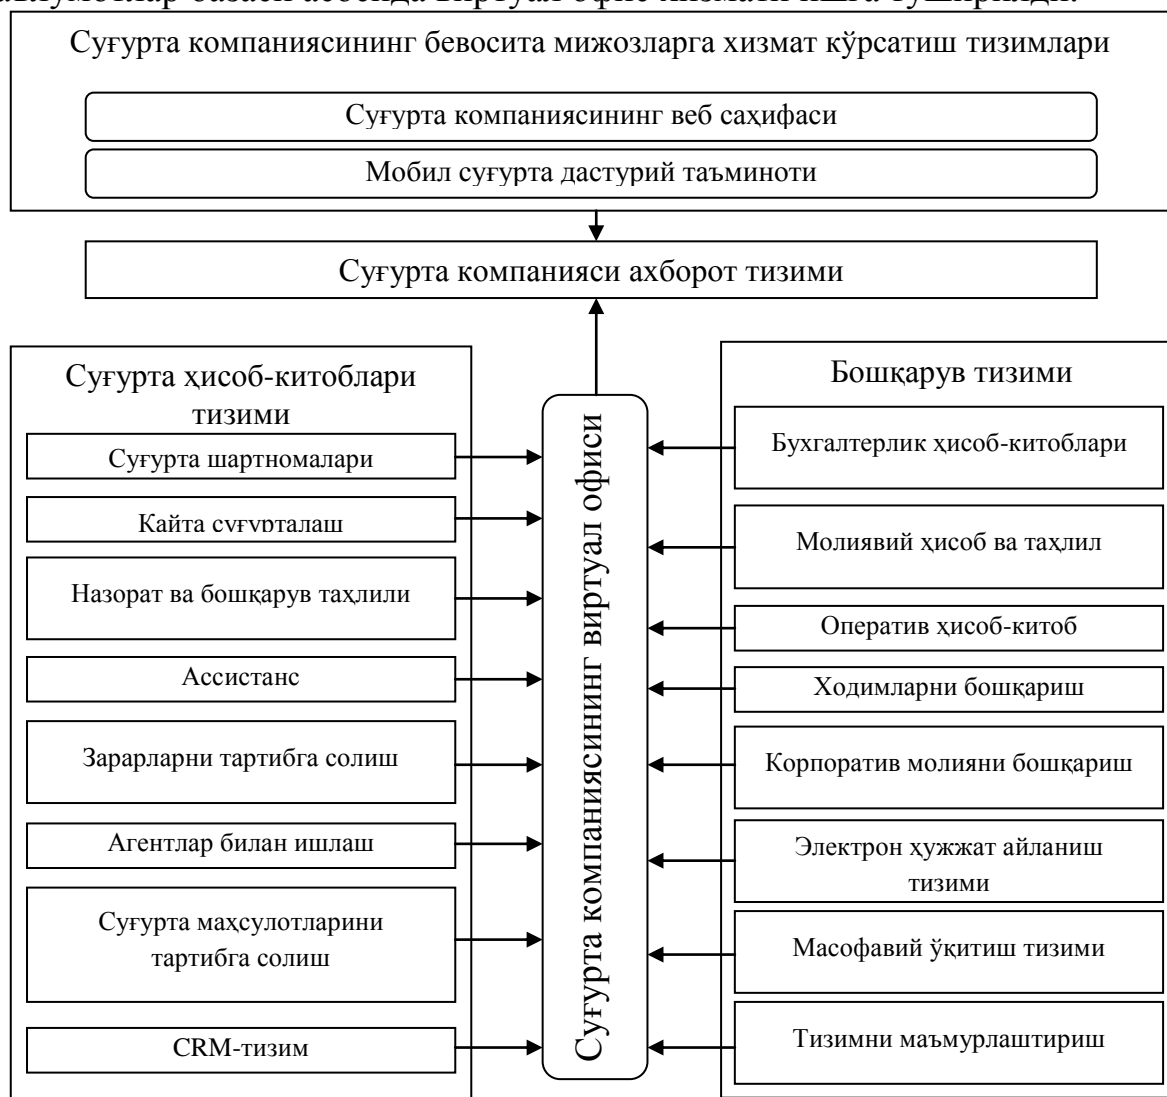 Суғурта компаниясининг бевосита мижозларга хизмат кўрсатиш тизимлари
Суғурта компаниясининг веб саҳифаси
Мобил суғурта дастурий таъминоти
Суғурта компанияси ахборот тизими
Суғурта ҳисоб-китоблари
тизими
Суғурта шартномалари
Кайта суғурталаш
Назорат ва бошқарув таҳлили
Ассистанс
Зарарларни тартибга солиш
Агентлар билан ишлаш
Суғурта маҳсулотларини
тартибга солиш
CRM-тизим
Суғурта компаниясининг виртуал офиси
Бошқарув тизими
Бухгалтерлик ҳисоб-китоблари
Молиявий ҳисоб ва таҳлил
Оператив ҳисоб-китоб
Ходимларни бошқариш
Корпоратив молияни бошқариш
Электрон ҳужжат айланиш
тизими
Масофавий ўқитиш тизими
Тизимни маъмурлаштириш